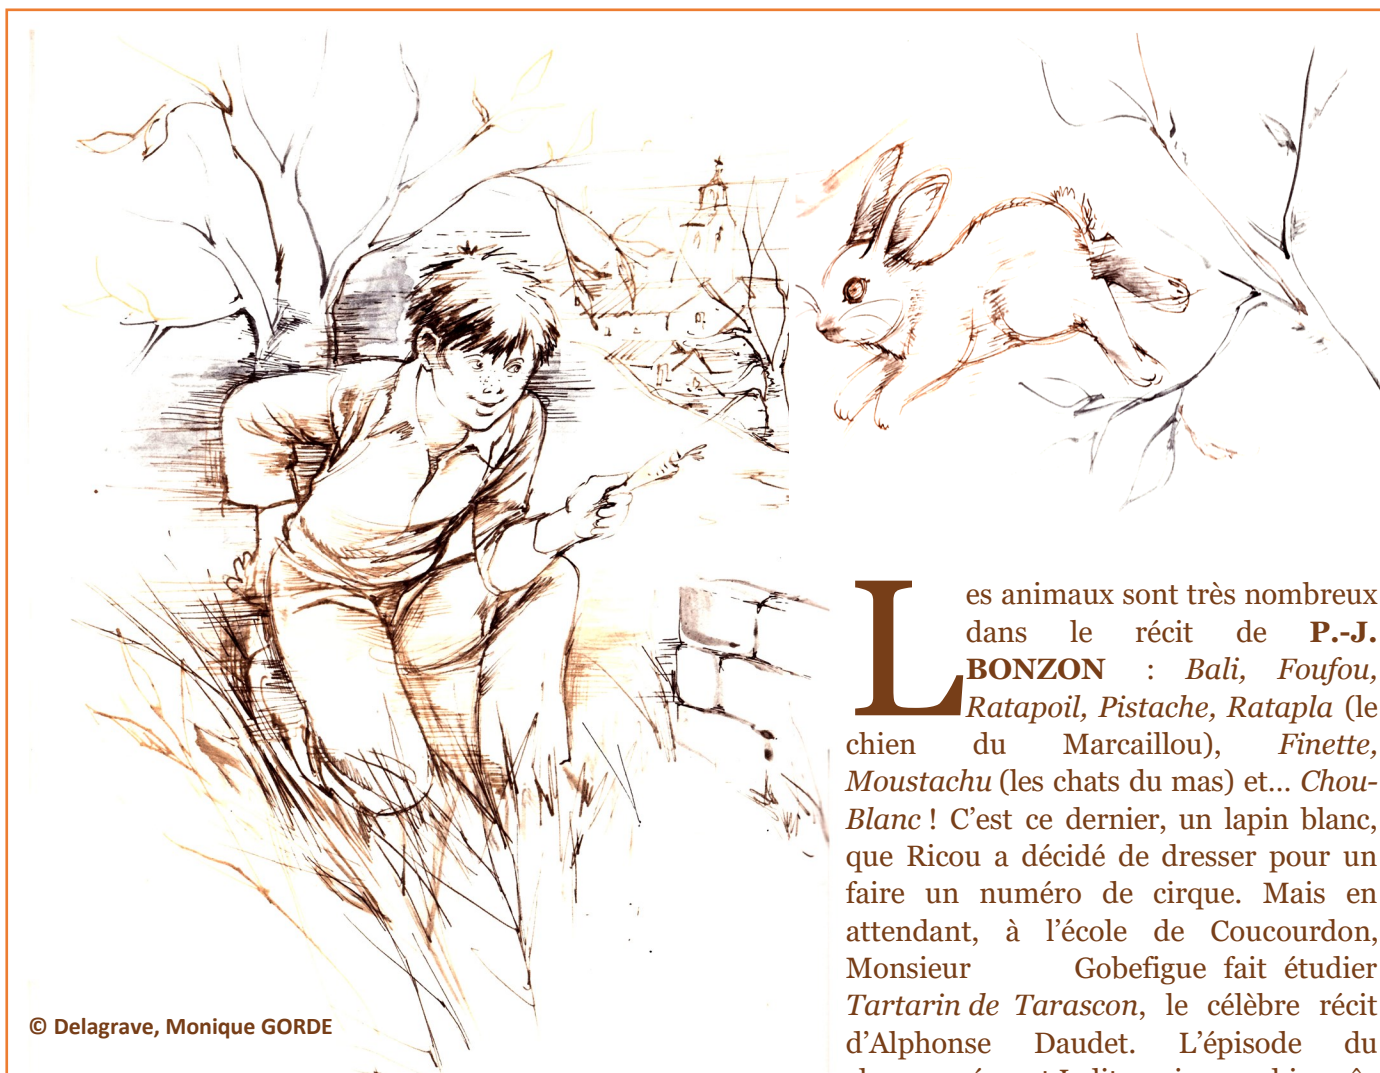 Les animaux sont très nombreux
dans le récit de P.-J.
BONZON : Bali, Foufou,
Ratapoil, Pistache, Ratapla (le
chien du Marcaillou), Finette,
Moustachu (les chats du mas) et... Chou-
Blanc ! C’est ce dernier, un lapin blanc,
que Ricou a décidé de dresser pour un
faire un numéro de cirque. Mais en
attendant, à l’école de Coucourdon,
Monsieur Gobefigue fait étudier
Tartarin de Tarascon, le célèbre récit
d’Alphonse Daudet. L’épisode du
© Delagrave, Monique GORDE